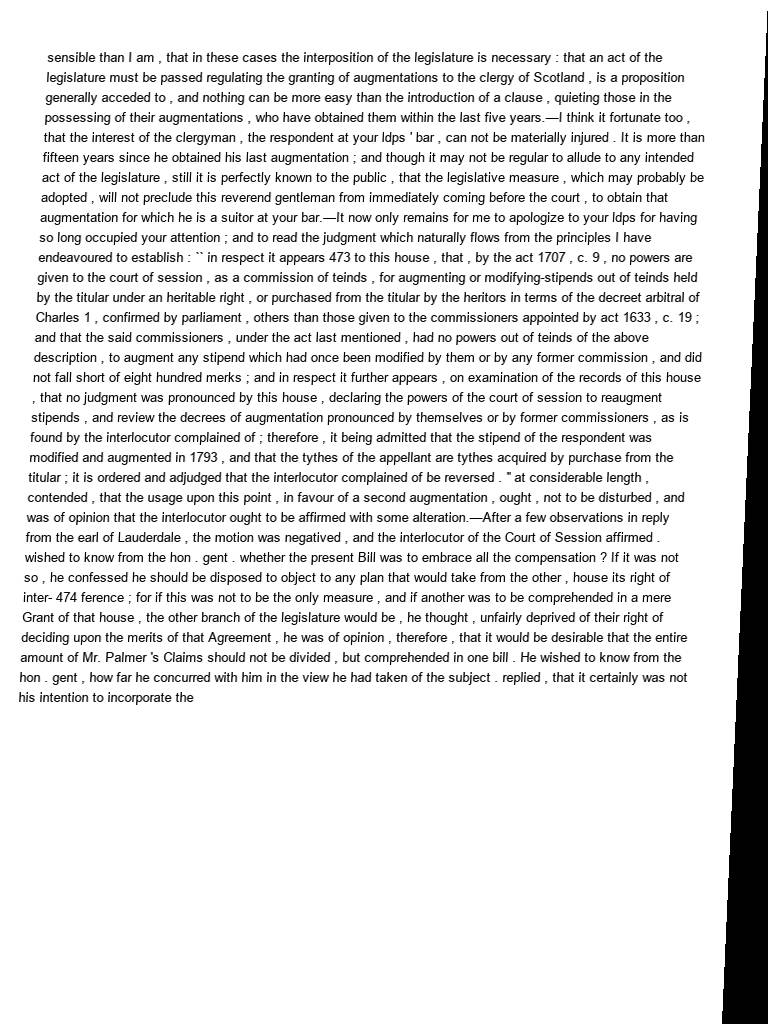 sensible than I am , that in these cases the interposition of the legislature is necessary : that an act of the
legislature must be passed regulating the granting of augmentations to the clergy of Scotland , is a proposition
generally acceded to , and nothing can be more easy than the introduction of a clause , quieting those in the
possessing of their augmentations , who have obtained them within the last five years.—I think it fortunate too ,
that the interest of the clergyman , the respondent at your ldps ' bar , can not be materially injured . It is more than
fifteen years since he obtained his last augmentation ; and though it may not be regular to allude to any intended
act of the legislature , still it is perfectly known to the public , that the legislative measure , which may probably be
adopted , will not preclude this reverend gentleman from immediately coming before the court , to obtain that
augmentation for which he is a suitor at your bar.—It now only remains for me to apologize to your ldps for having
so long occupied your attention ; and to read the judgment which naturally flows from the principles I have
endeavoured to establish : `` in respect it appears 473 to this house , that , by the act 1707 , c. 9 , no powers are
given to the court of session , as a commission of teinds , for augmenting or modifying-stipends out of teinds held
by the titular under an heritable right , or purchased from the titular by the heritors in terms of the decreet arbitral of
Charles 1 , confirmed by parliament , others than those given to the commissioners appointed by act 1633 , c. 19 ;
and that the said commissioners , under the act last mentioned , had no powers out of teinds of the above
description , to augment any stipend which had once been modified by them or by any former commission , and did
not fall short of eight hundred merks ; and in respect it further appears , on examination of the records of this house
, that no judgment was pronounced by this house , declaring the powers of the court of session to reaugment
stipends , and review the decrees of augmentation pronounced by themselves or by former commissioners , as is
found by the interlocutor complained of ; therefore , it being admitted that the stipend of the respondent was
modified and augmented in 1793 , and that the tythes of the appellant are tythes acquired by purchase from the
titular ; it is ordered and adjudged that the interlocutor complained of be reversed . " at considerable length ,
contended , that the usage upon this point , in favour of a second augmentation , ought , not to be disturbed , and
was of opinion that the interlocutor ought to be affirmed with some alteration.—After a few observations in reply
from the earl of Lauderdale , the motion was negatived , and the interlocutor of the Court of Session affirmed .
wished to know from the hon . gent . whether the present Bill was to embrace all the compensation ? If it was not
so , he confessed he should be disposed to object to any plan that would take from the other , house its right of
inter- 474 ference ; for if this was not to be the only measure , and if another was to be comprehended in a mere
Grant of that house , the other branch of the legislature would be , he thought , unfairly deprived of their right of
deciding upon the merits of that Agreement , he was of opinion , therefore , that it would be desirable that the entire
amount of Mr. Palmer 's Claims should not be divided , but comprehended in one bill . He wished to know from the
hon . gent , how far he concurred with him in the view he had taken of the subject . replied , that it certainly was not
his intention to incorporate the